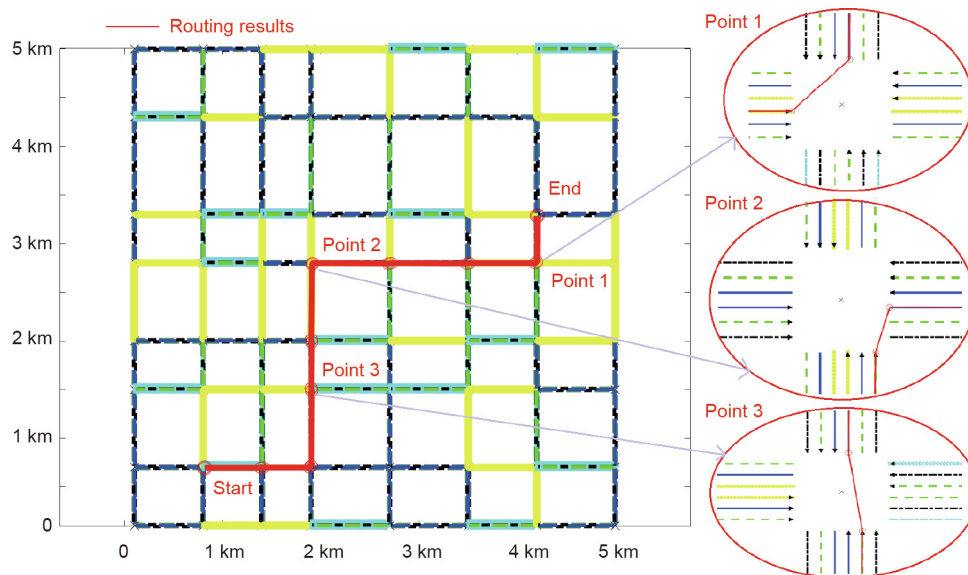 Routing results
Point 1
5 km
4 km
End
Point 2
3 km
Point 2
Point 1
2 km
Point 3
Point 3
1 km
Start
0
0
1 km
2 km
3 km
4 km
5 km